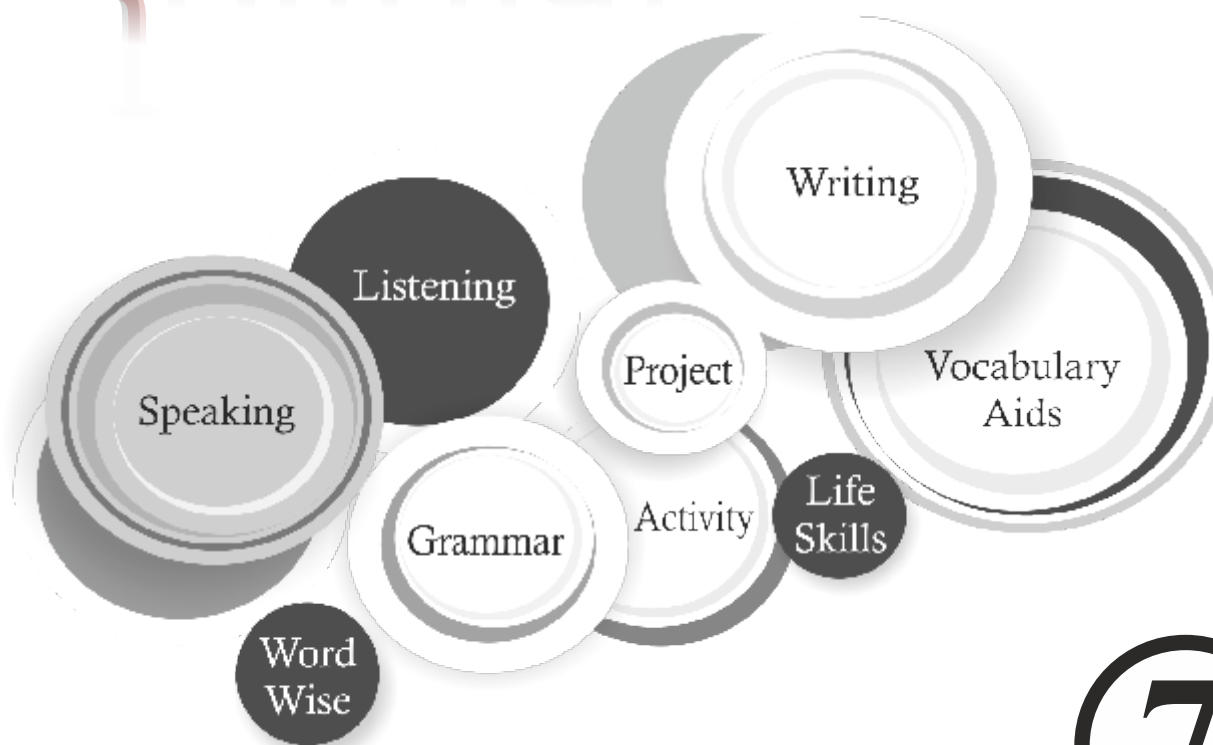 Writing
Listening
Project
Vocabulary
Aids
Speaking
Life
Skills
Activity
Grammar
Word
Wise
7